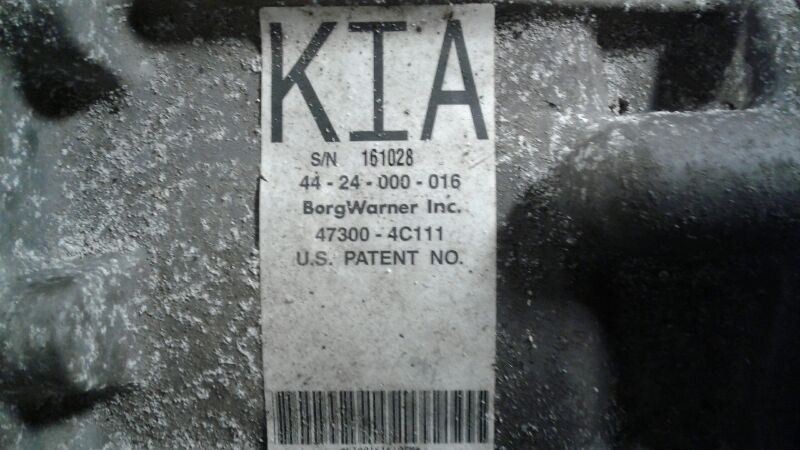 KIA
S/N 161028
44-24-000-016
BorgWarner Inc.
47300-4C111
U.S. PATENT NO.